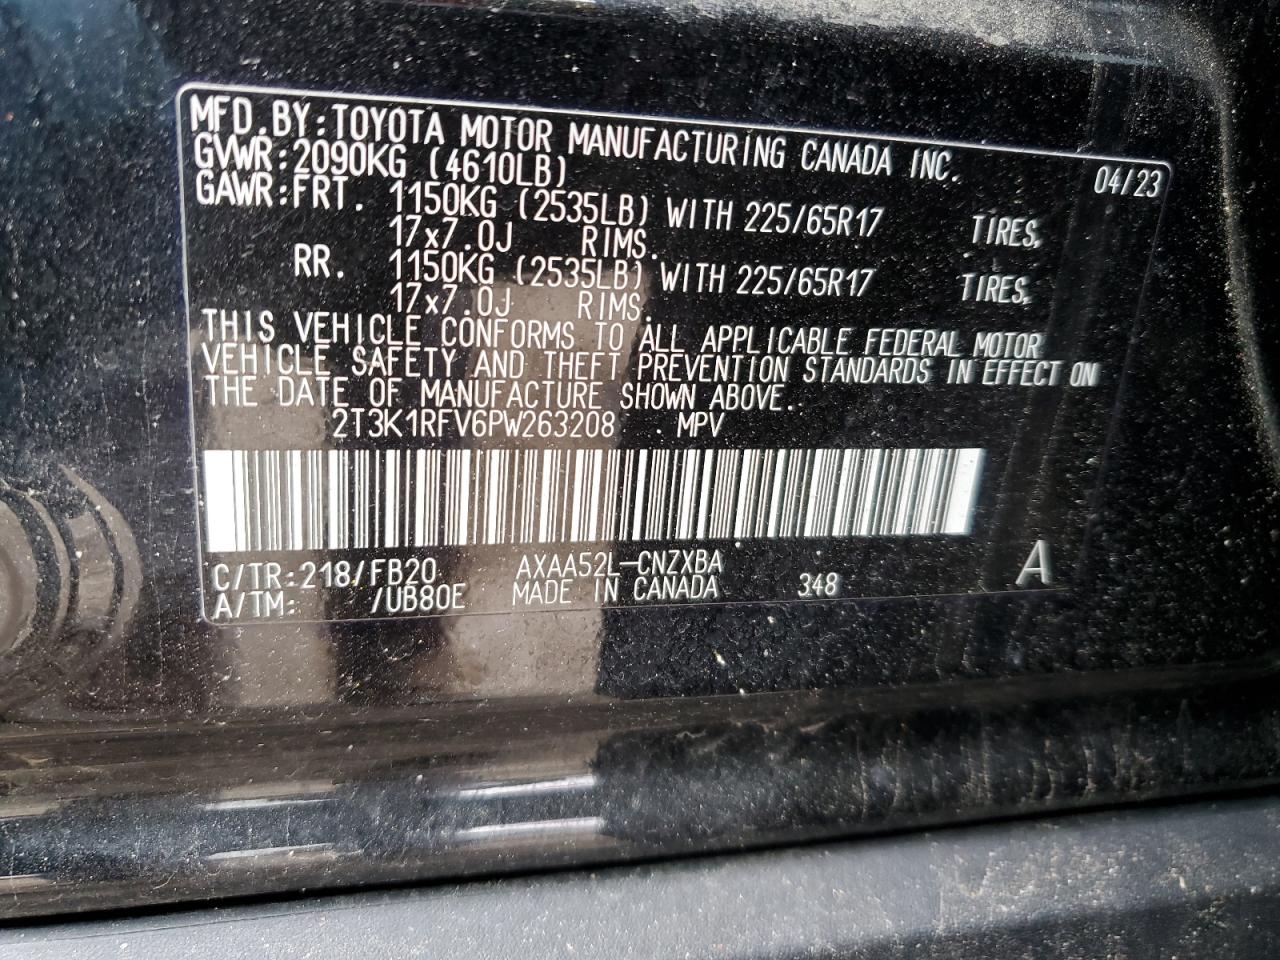 MFD.BY:TOYOTA MOTOR MANUFACTURING CANADA INC. 04/23
GVWR:2090KG (4610LB)
GAWR:FRT. 1150KG (2535LB) WITH 225/65R17 TIRES,
17x7.0J RIMS.
RR. 1150KG (2535LB) WITH 225/65R17 TIRES,
17x7.0J RIMS.
THIS VEHICLE CONFORMS TO ALL APPLICABLE FEDERAL MOTOR
VEHICLE SAFETY AND THEFT PREVENTION STANDARDS IN EFFECT ON
THE DATE OF MANUFACTURE SHOWN ABOVE.
2T3K1RFV6PW263208 MPV
C/TR:218/FB20 AXAA52L-CNZXBA
A/TM: /UB80E MADE IN CANADA 348 A